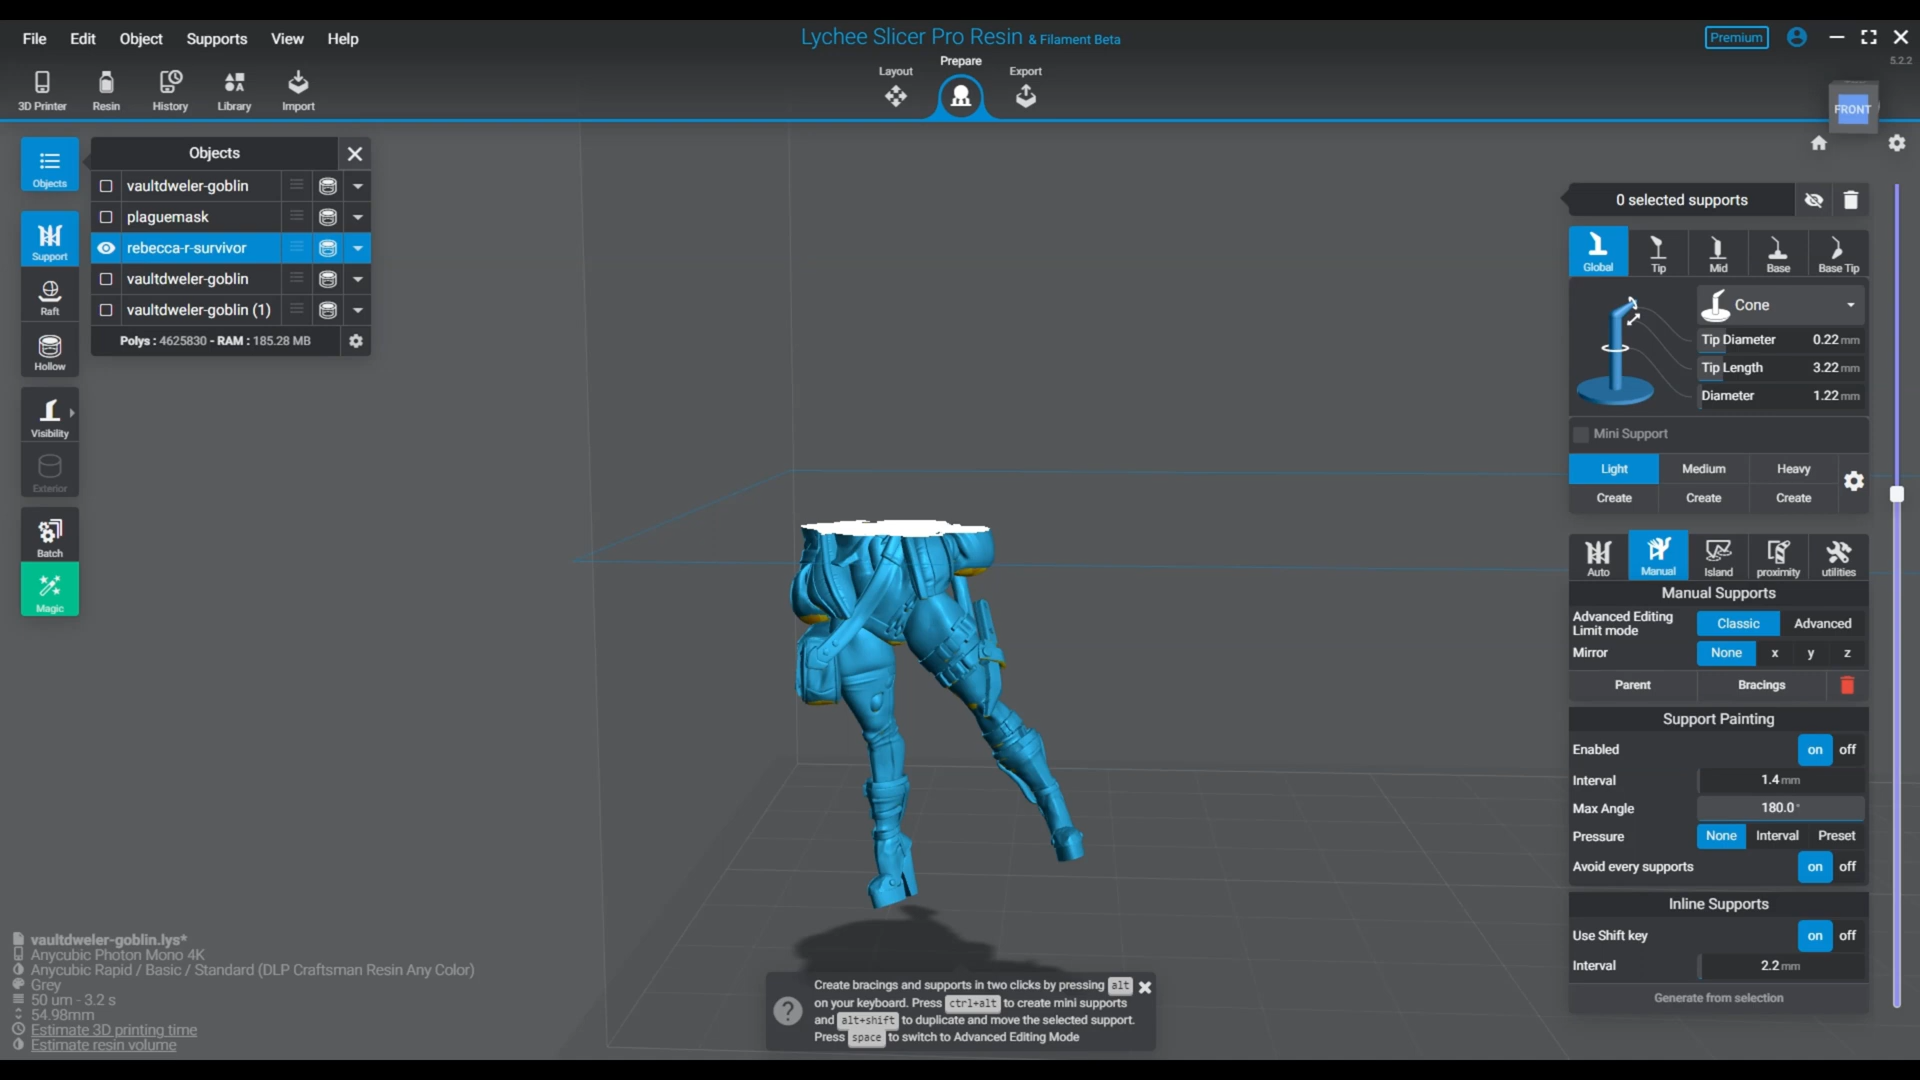 File Edit Object Supports View Help
Lychee Slicer Pro Resin & Filament Beta
Premium
5.2.2
3D Printer Resin History Library Import
Layout Prepare Export
FRONT
Objects
Objects
vaultdweler-goblin
plaguemask
rebecca-r-survivor
vaultdweler-goblin
vaultdweler-goblin (1)
Polys : 4625830 - RAM : 185.28 MB
Support
Raft
Hollow
Visibility
Exterior
Batch
Magic
0 selected supports
Global Tip Mid Base Base Tip
Cone
Tip Diameter 0.22 mm
Tip Length 3.22 mm
Diameter 1.22 mm
Mini Support
Light Medium Heavy
Create Create Create
Auto Manual Island proximity utilities
Manual Supports
Advanced Editing
Limit mode
Classic Advanced
Mirror None x y z
Parent Bracings
Support Painting
Enabled on off
Interval 1.4 mm
Max Angle 180.0 °
Pressure None Interval Preset
Avoid every supports on off
Inline Supports
Use Shift key on off
Interval 2.2 mm
Generate from selection
vaultdweler-goblin.lys*
Anycubic Photon Mono 4K
Anycubic Rapid / Basic / Standard (DLP Craftsman Resin Any Color)
Grey
50 um - 3.2 s
54.98mm
Estimate 3D printing time
Estimate resin volume
? Create bracings and supports in two clicks by pressing alt
on your keyboard. Press ctrl+alt to create mini supports
and alt+shift to duplicate and move the selected support.
Press space to switch to Advanced Editing Mode